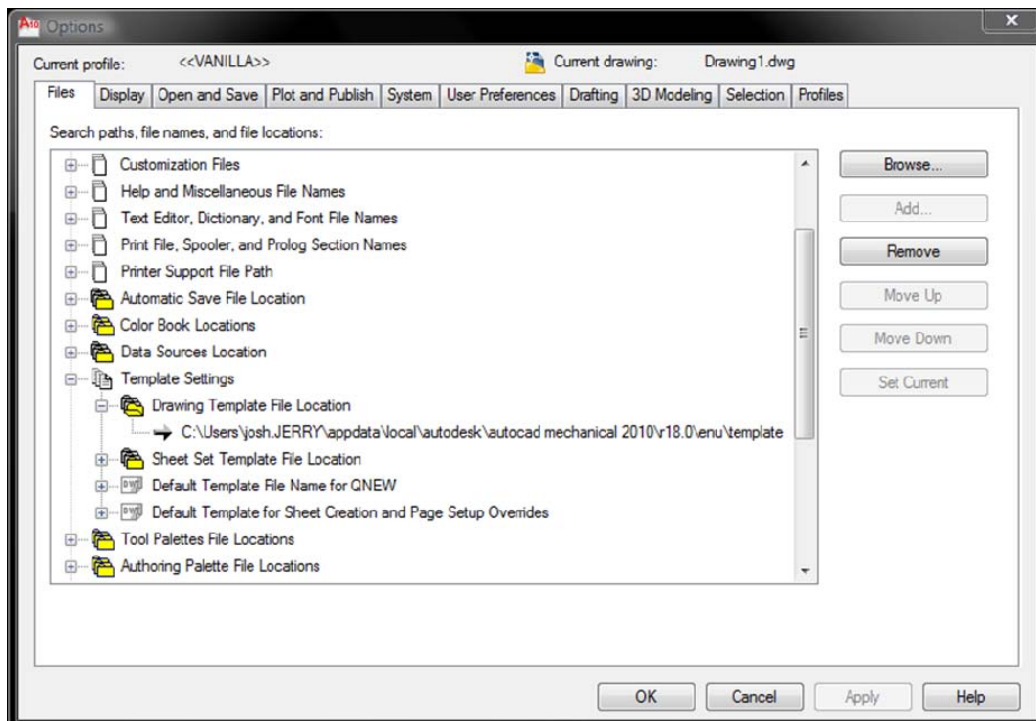 A10 Options
Current profile: <<VANILLA>> Current drawing: Drawing1.dwg
Files Display Open and Save Plot and Publish System User Preferences Drafting 3D Modeling Selection Profiles
Search paths, file names, and file locations:
Customization Files
Help and Miscellaneous File Names
Text Editor, Dictionary, and Font File Names
Print File, Spooler, and Prolog Section Names
Printer Support File Path
Automatic Save File Location
Color Book Locations
Data Sources Location
Template Settings
Drawing Template File Location
C:\Users\josh.JERRY\appdata\local\autodesk\autocad mechanical 2010\r18.0\enu\template
Sheet Set Template File Location
Default Template File Name for QNEW
Default Template for Sheet Creation and Page Setup Overrides
Tool Palettes File Locations
Authoring Palette File Locations
Browse...
Add...
Remove
Move Up
Move Down
Set Current
OK Cancel Apply Help